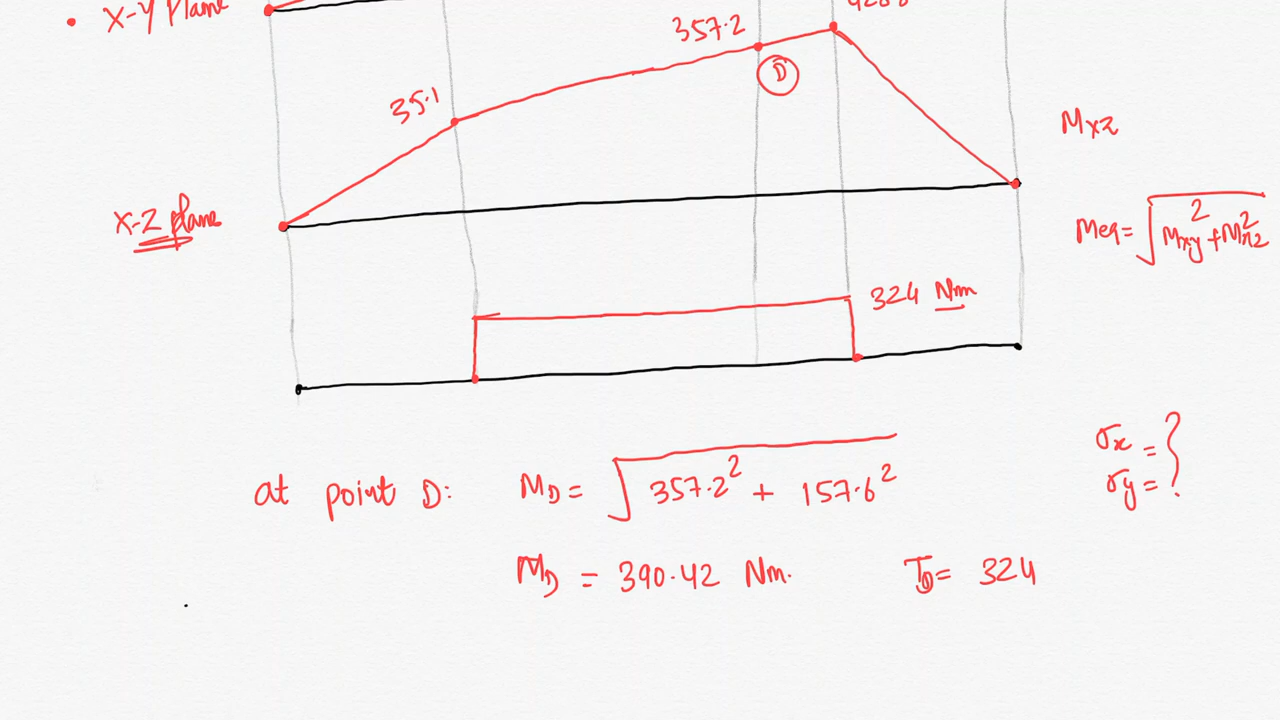 • X-Y Plane
357.2
D
35.1
Mxz
X-Z plane
Meq = √(Mxy² + Mxz²)
324 Nm
σx = ?
σy = ?
at point D: MD = √(357.2² + 157.6²)
MD = 390.42 Nm. TD = 324